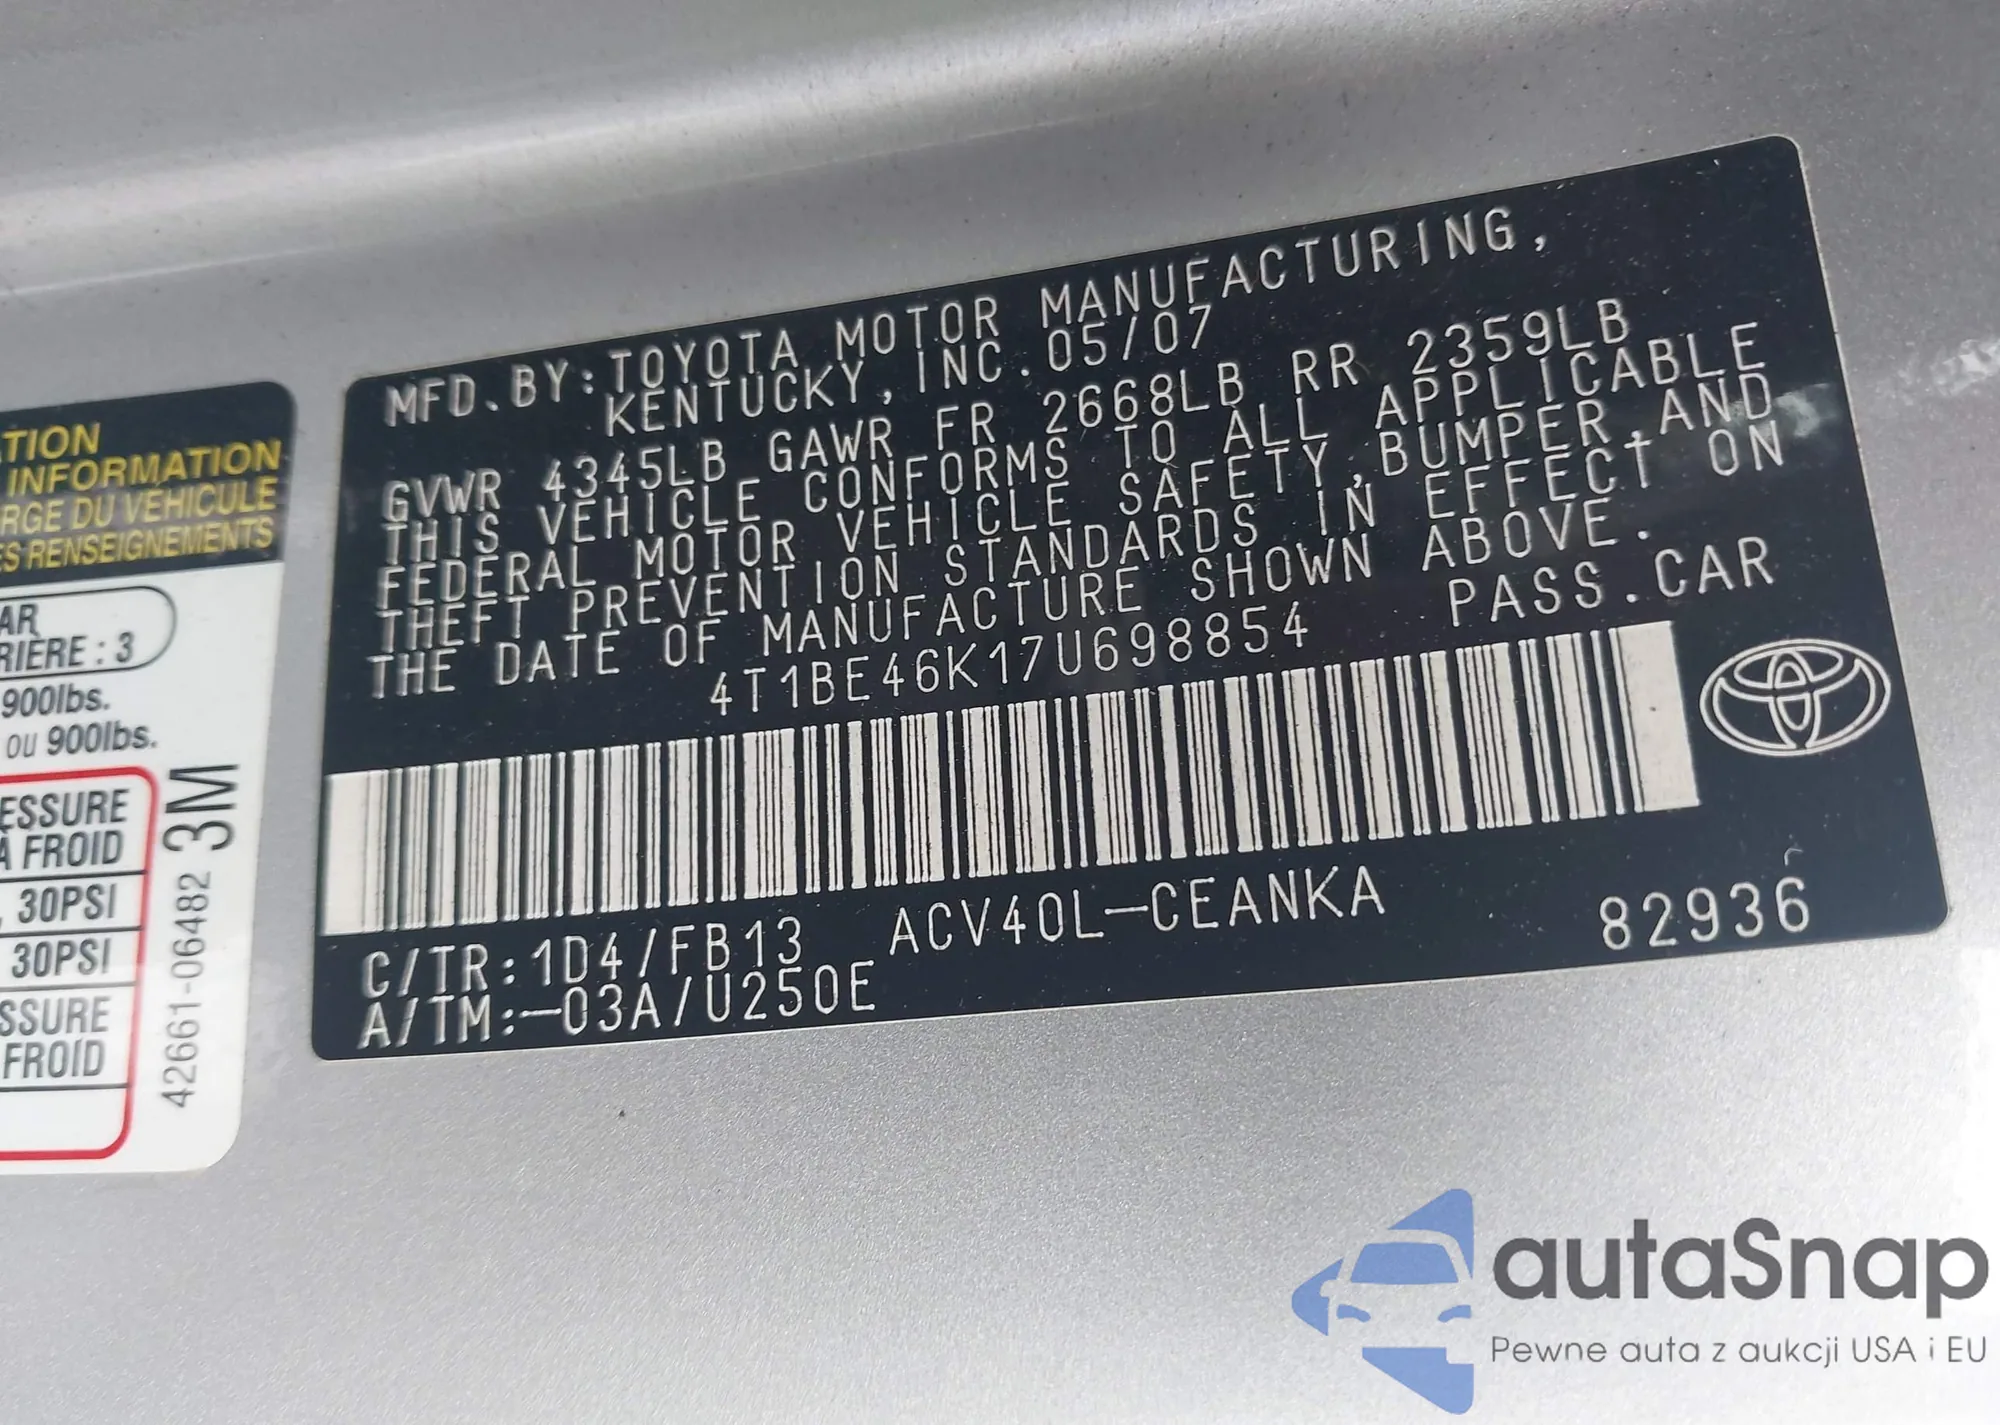 TION
INFORMATION
RGE DU VÉHICULE
ES RENSEIGNEMENTS
AR
RIÈRE : 3
900lbs.
ou 900lbs.
ESSURE
À FROID
, 30PSI
30PSI
SSURE
FROID
42661-06482 3M
MFD.BY:TOYOTA MOTOR MANUFACTURING,
KENTUCKY, INC. 05/07
GVWR 4345LB GAWR FR 2668LB RR 2359LB
THIS VEHICLE CONFORMS TO ALL APPLICABLE
FEDERAL MOTOR VEHICLE SAFETY,BUMPER,AND
THEFT PREVENTION STANDARDS IN EFFECT ON
THE DATE OF MANUFACTURE SHOWN ABOVE.
4T1BE46K17U698854 PASS.CAR
C/TR:1D4/FB13 ACV40L-CEANKA 82936
A/TM:-03A/U250E
autaSnap
Pewne auta z aukcji USA i EU